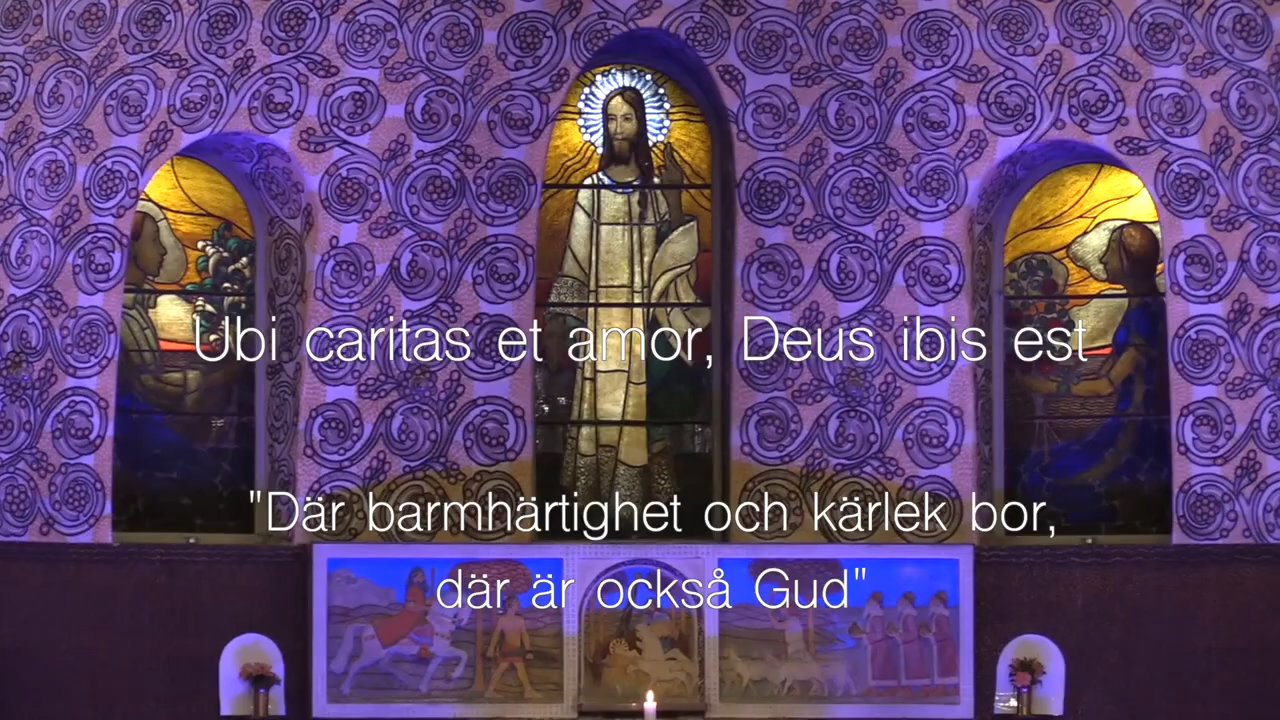 Ubi caritas et amor, Deus ibis est
"Där barmhärtighet och kärlek bor,
där är också Gud"